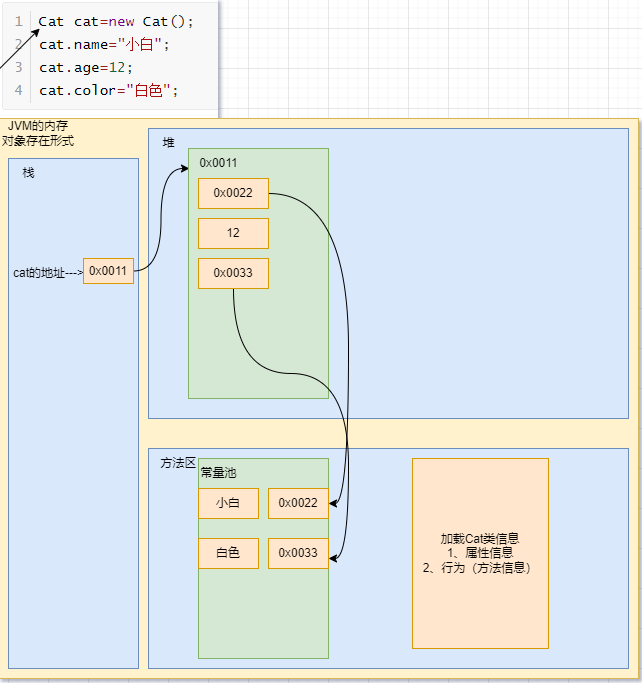 1 Cat cat=new Cat();
2 cat.name="小白";
3 cat.age=12;
4 cat.color="白色";
JVM的内存
对象存在形式
栈
cat的地址--->
0x0011
堆
0x0011
0x0022
12
0x0033
方法区
常量池
小白
0x0022
白色
0x0033
加载Cat类信息
1、属性信息
2、行为（方法信息）